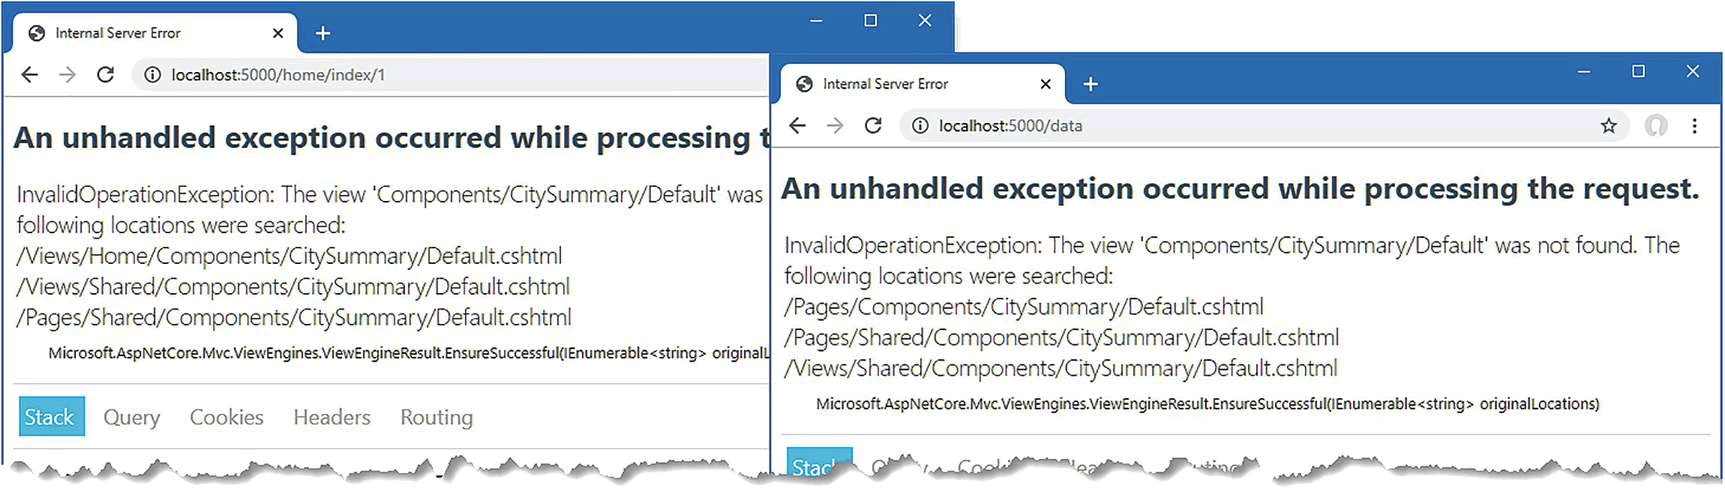 Internal Server Error
localhost:5000/home/index/1
An unhandled exception occurred while processing t
InvalidOperationException: The view 'Components/CitySummary/Default' was
following locations were searched:
/Views/Home/Components/CitySummary/Default.cshtml
/Views/Shared/Components/CitySummary/Default.cshtml
/Pages/Shared/Components/CitySummary/Default.cshtml
Microsoft.AspNetCore.Mvc.ViewEngines.ViewEngineResult.EnsureSuccessful(IEnumerable<string> originalL
Stack Query Cookies Headers Routing
Internal Server Error
localhost:5000/data
An unhandled exception occurred while processing the request.
InvalidOperationException: The view 'Components/CitySummary/Default' was not found. The
following locations were searched:
/Pages/Components/CitySummary/Default.cshtml
/Pages/Shared/Components/CitySummary/Default.cshtml
/Views/Shared/Components/CitySummary/Default.cshtml
Microsoft.AspNetCore.Mvc.ViewEngines.ViewEngineResult.EnsureSuccessful(IEnumerable<string> originalLocations)
Stack